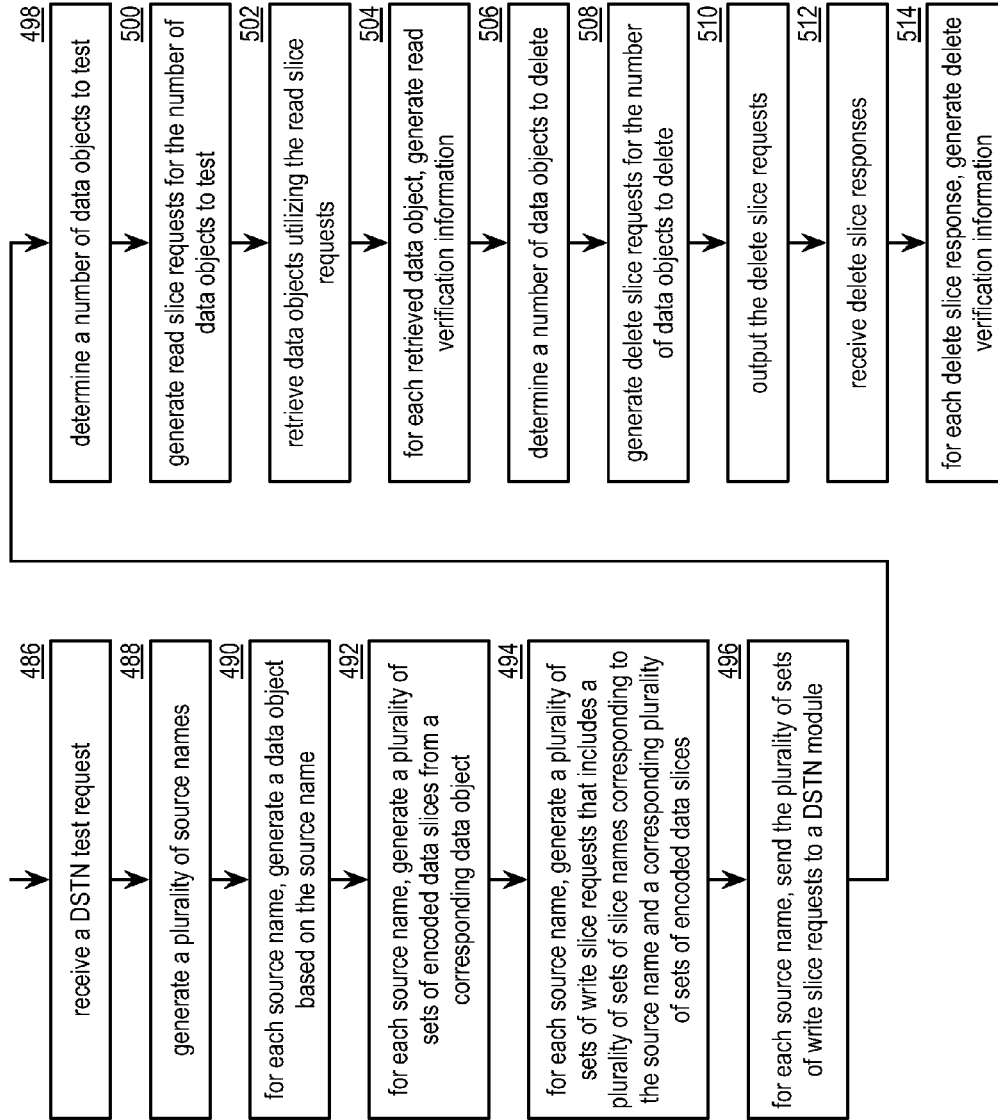 486
receive a DSTN test request
488
generate a plurality of source names
490
for each source name, generate a data object
based on the source name
492
for each source name, generate a plurality of
sets of encoded data slices from a
corresponding data object
494
for each source name, generate a plurality of
sets of write slice requests that includes a
plurality of sets of slice names corresponding to
the source name and a corresponding plurality
of sets of encoded data slices
496
for each source name, send the plurality of sets
of write slice requests to a DSTN module
498
determine a number of data objects to test
500
generate read slice requests for the number of
data objects to test
502
retrieve data objects utilizing the read slice
requests
504
for each retrieved data object, generate read
verification information
506
determine a number of data objects to delete
508
generate delete slice requests for the number
of data objects to delete
510
output the delete slice requests
512
receive delete slice responses
514
for each delete slice response, generate delete
verification information